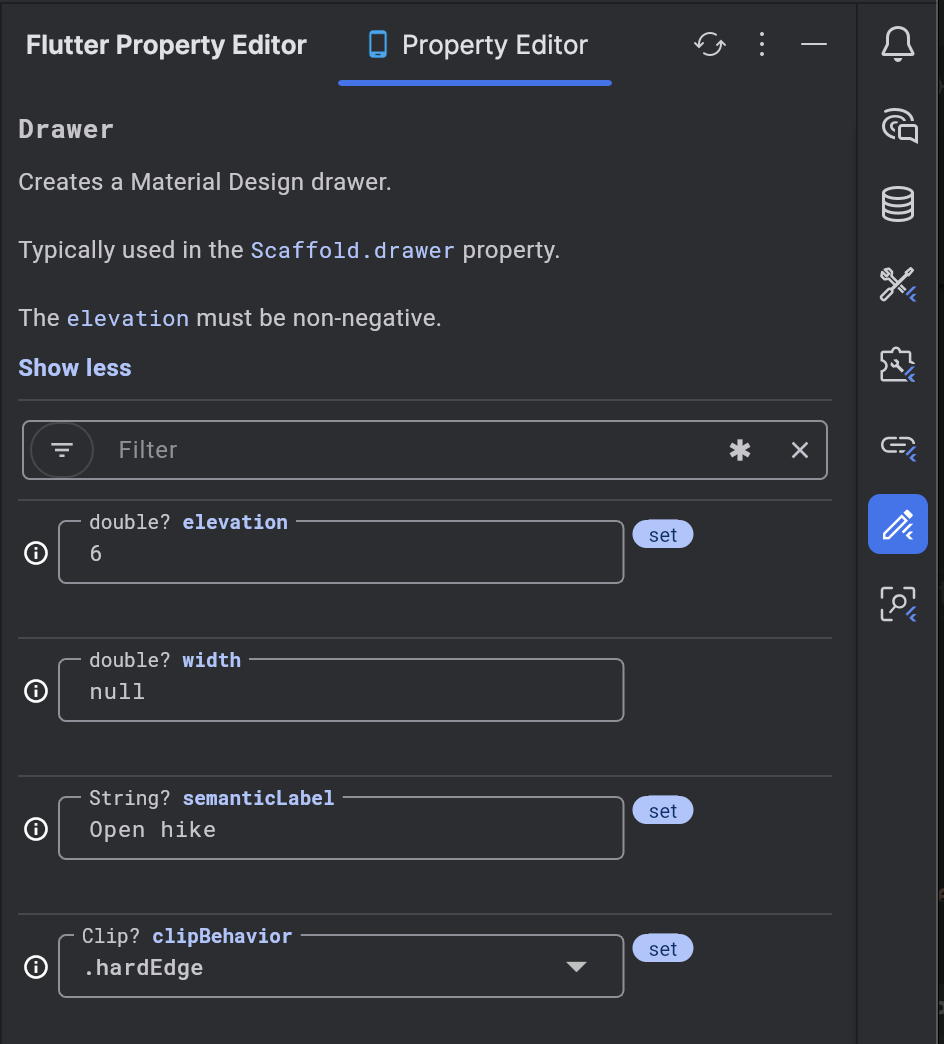 Flutter Property Editor
Property Editor
Drawer
Creates a Material Design drawer.
Typically used in the Scaffold.drawer property.
The elevation must be non-negative.
Show less
Filter
double? elevation
6
set
double? width
null
String? semanticLabel
Open hike
set
Clip? clipBehavior
.hardEdge
set